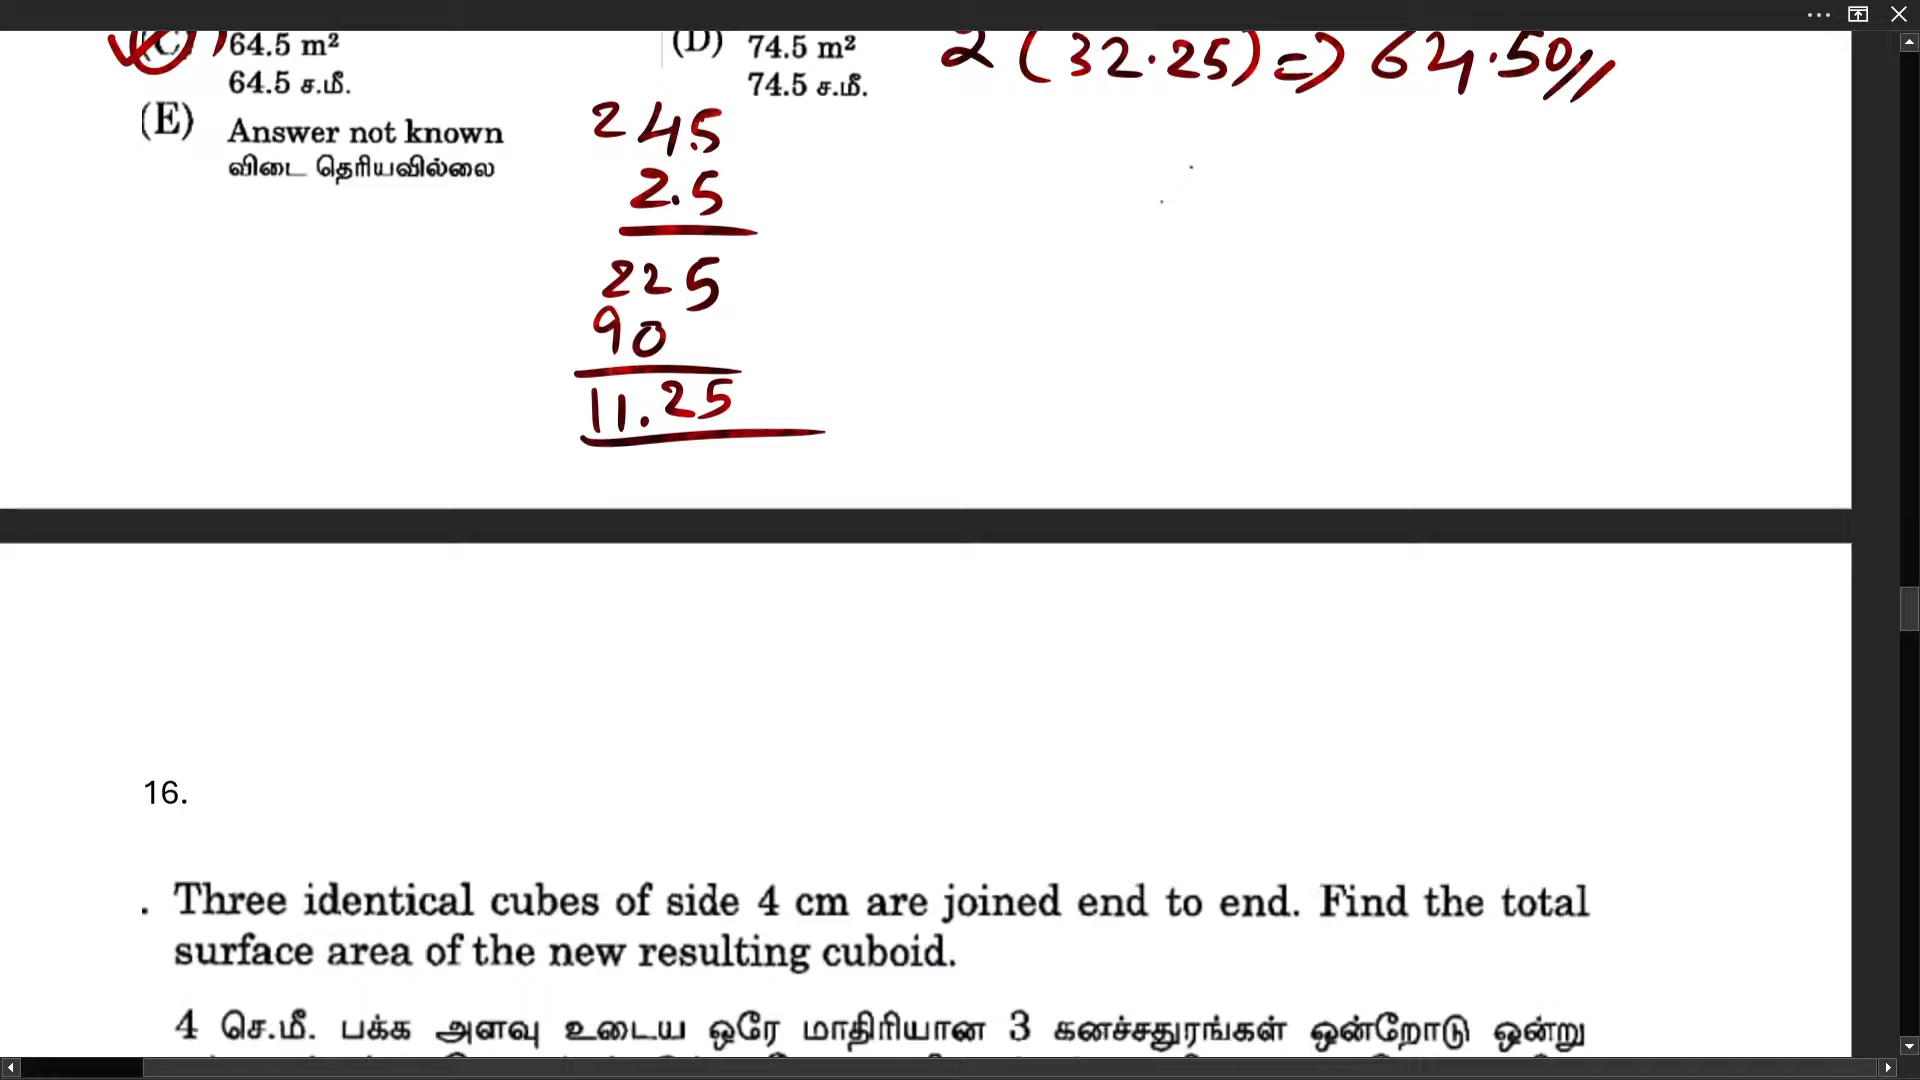 (C) 64.5 m²
64.5 ச.மீ.
(D) 74.5 m²
74.5 ச.மீ.
2 (32.25) => 64.50//
(E) Answer not known
விடை தெரியவில்லை
2 4.5
2.5
225
90
11.25
16.
. Three identical cubes of side 4 cm are joined end to end. Find the total
surface area of the new resulting cuboid.
4 செ.மீ. பக்க அளவு உடைய ஒரே மாதிரியான 3 கனச்சதுரங்கள் ஒன்றோடு ஒன்று